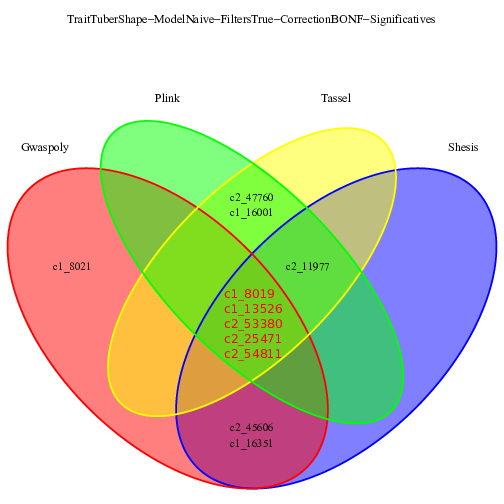 TraitTuberShape−ModelNaive−FiltersTrue−CorrectionBONF−Significatives
Plink
Tassel
Gwaspoly
Shesis
c2_47760
c1_16001
c1_8021
c2_11977
c1_8019
c1_13526
c2_53380
c2_25471
c2_54811
c2_45606
c1_16351